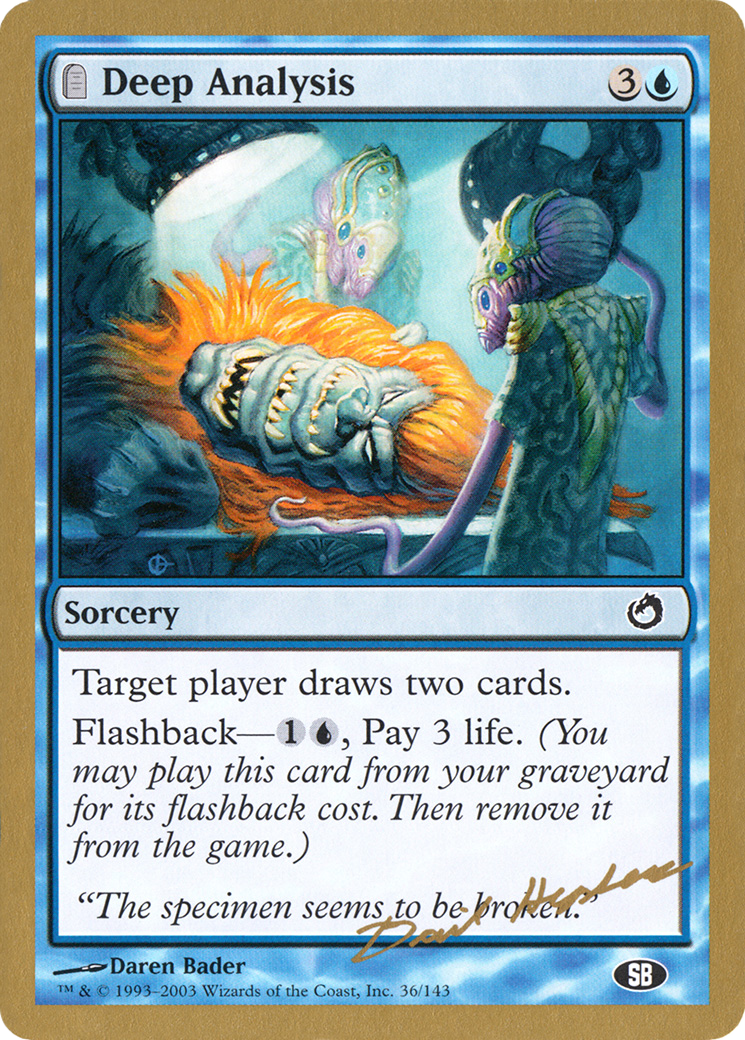 Deep Analysis 3
Sorcery
Target player draws two cards.
Flashback—1, Pay 3 life. (You
may play this card from your graveyard
for its flashback cost. Then remove it
from the game.)
“The specimen seems to be broken.”
Daren Bader
SB
™ & © 1993–2003 Wizards of the Coast, Inc. 36/143